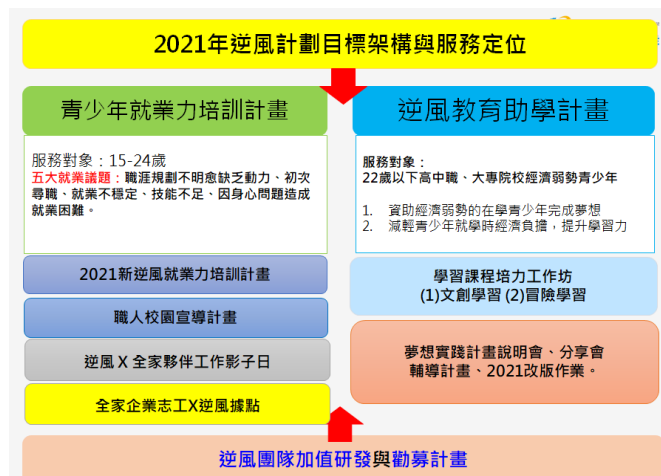 2021年逆風計劃目標架構與服務定位
青少年就業力培訓計畫
服務對象：15-24歲
五大就業議題：職涯規劃不明愈缺乏動力、初次
尋職、就業不穩定、技能不足、因身心問題造成
就業困難。
2021新逆風就業力培訓計畫
職人校園宣導計畫
逆風 X 全家夥伴工作影子日
全家企業志工X逆風據點
逆風教育助學計畫
服務對象：
22歲以下高中職、大專院校經濟弱勢青少年
1. 資助經濟弱勢的在學青少年完成夢想
2. 減輕青少年就學時經濟負擔，提升學習力
學習課程培力工作坊
(1)文創學習 (2)冒險學習
夢想實踐計畫說明會、分享會
輔導計畫、2021改版作業。
逆風團隊加值研發與勸募計畫